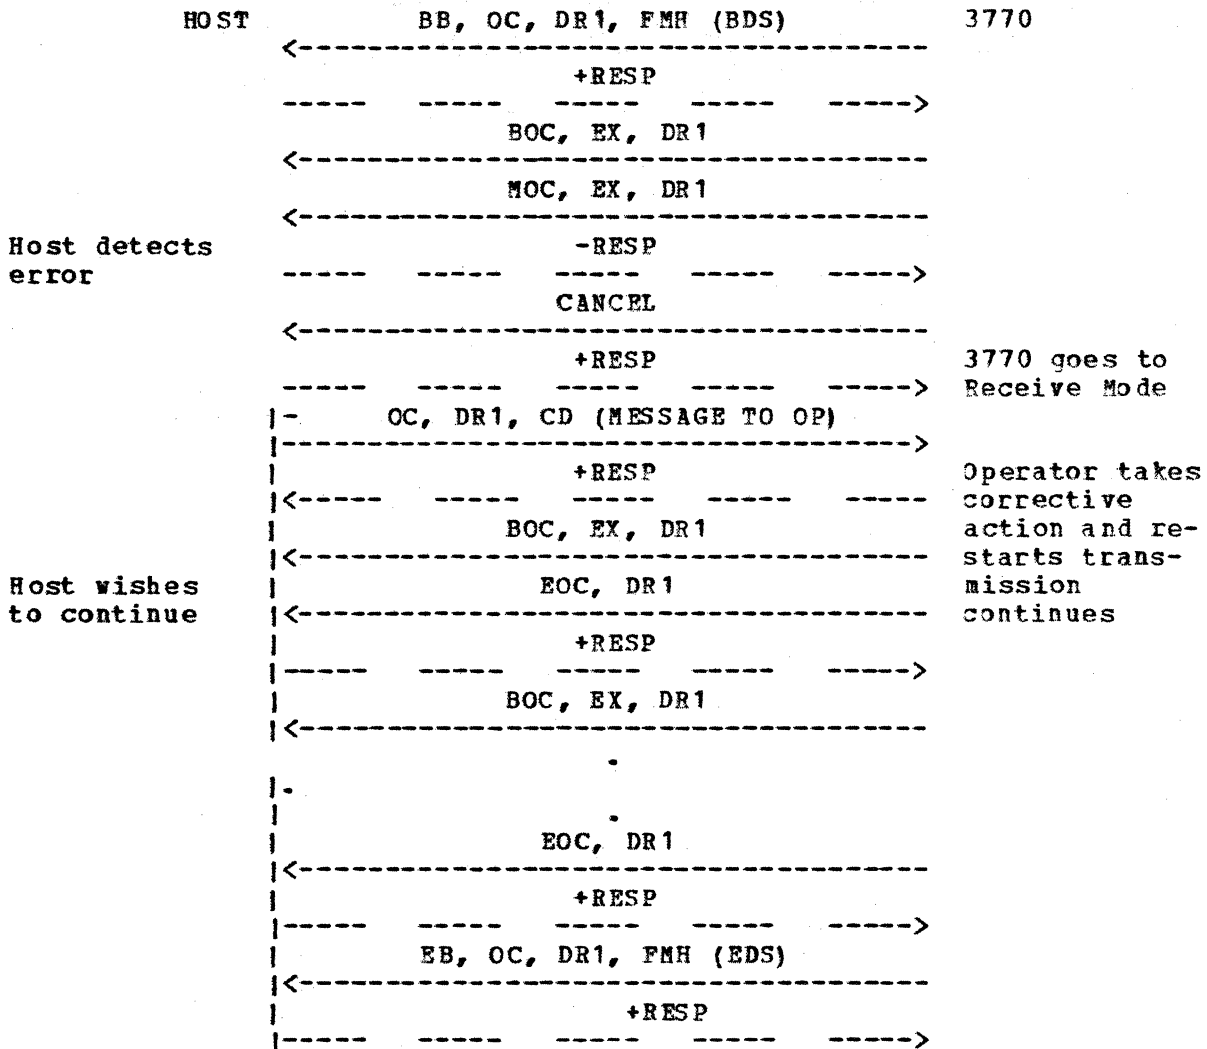 HOST BB, OC, DR1, FMH (BDS) 3770
<-----------------------------------
+RESP
----- ----- ----- ----- ----->
BOC, EX, DR1
<-----------------------------------
MOC, EX, DR1
<-----------------------------------
Host detects -RESP
error ----- ----- ----- ----- ----->
CANCEL
<-----------------------------------
+RESP 3770 goes to
----- ----- ----- ----- -----> Receive Mode
|- OC, DR1, CD (MESSAGE TO OP)
|----------------------------------->
| +RESP Operator takes
|<----- ----- ----- ----- ----- corrective
| BOC, EX, DR1 action and re-
|<----------------------------------- starts trans-
Host wishes | EOC, DR1 mission
to continue |<----------------------------------- continues
| +RESP
|----- ----- ----- ----- ----->
| BOC, EX, DR1
|<-----------------------------------
.
|.
| .
| EOC, DR1
|<-----------------------------------
| +RESP
|----- ----- ----- ----- ----->
| EB, OC, DR1, FMH (EDS)
|<-----------------------------------
| +RESP
|----- ----- ----- ----- ----->